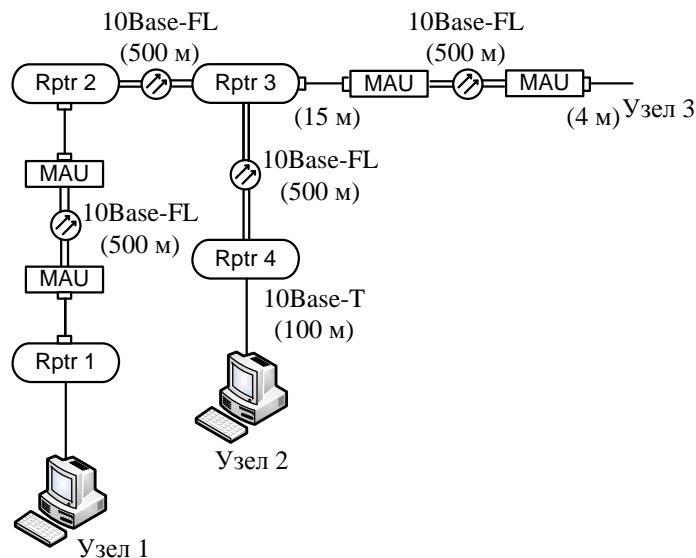 10Base-FL
(500 м)
10Base-FL
(500 м)
Rptr 2
Rptr 3
MAU
MAU
(15 м)
(4 м)
Узел 3
MAU
10Base-FL
(500 м)
10Base-FL
(500 м)
MAU
Rptr 4
10Base-T
(100 м)
Rptr 1
Узел 2
Узел 1